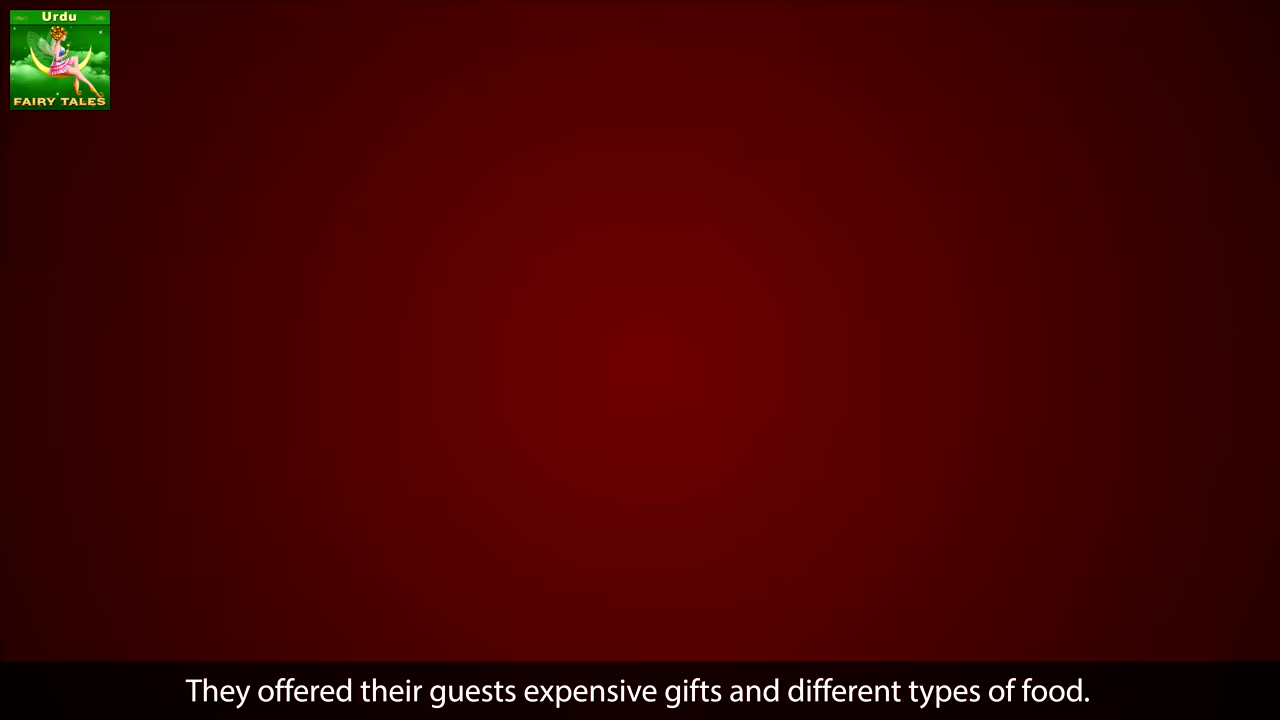 Urdu
FAIRY TALES
They offered their guests expensive gifts and different types of food.